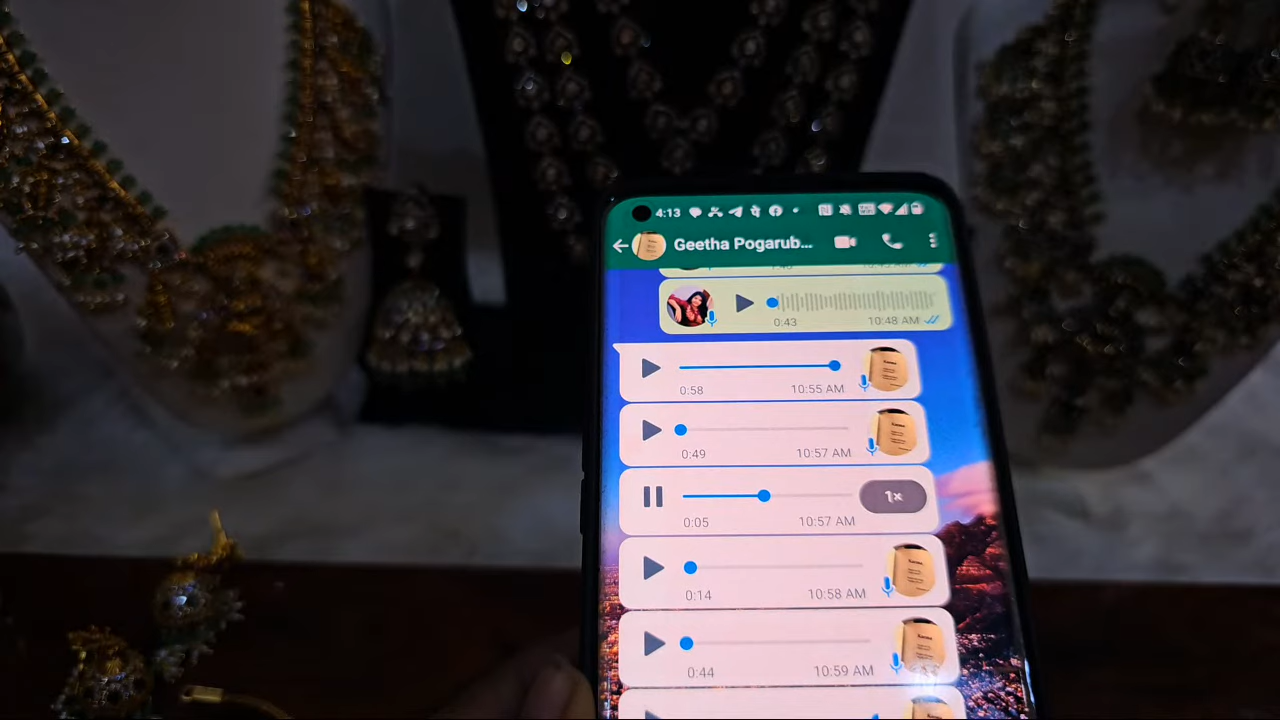 4:13
Geetha Pogarub...
0:43 10:48 AM
0:58 10:55 AM
0:49 10:57 AM
1×
0:05 10:57 AM
0:14 10:58 AM
0:44 10:59 AM